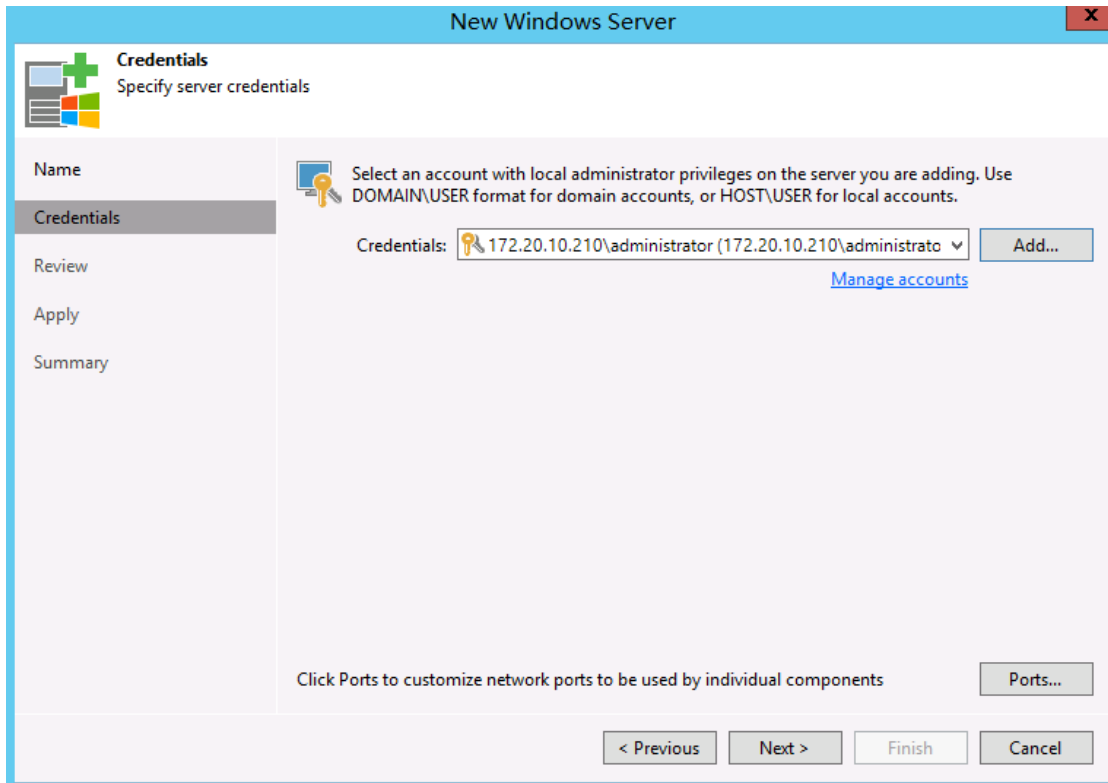 New Windows Server
x
Credentials
Specify server credentials
Name
Credentials
Review
Apply
Summary
Select an account with local administrator privileges on the server you are adding. Use
DOMAIN\USER format for domain accounts, or HOST\USER for local accounts.
Credentials: 172.20.10.210\administrator (172.20.10.210\administrato Add...
Manage accounts
Click Ports to customize network ports to be used by individual components Ports...
< Previous Next > Finish Cancel